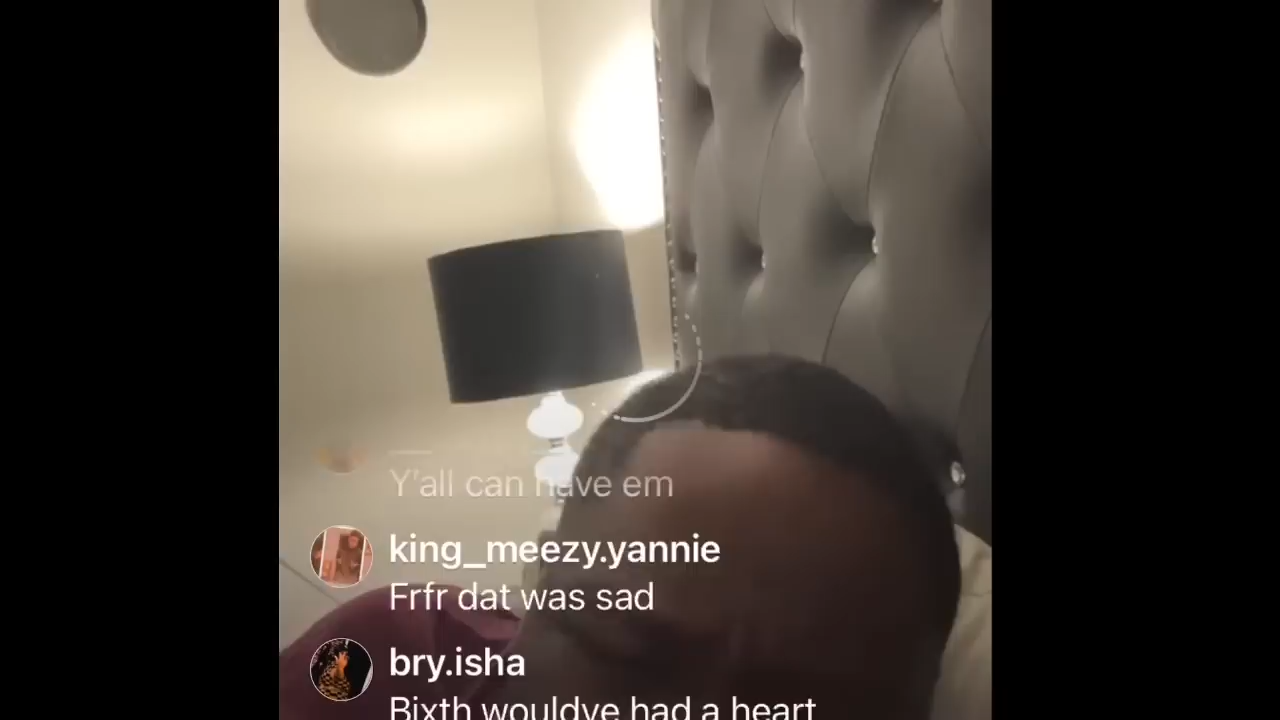 Y'all can have em
king_meezy.yannie
Frfr dat was sad
bry.isha
Bixth wouldve had a heart